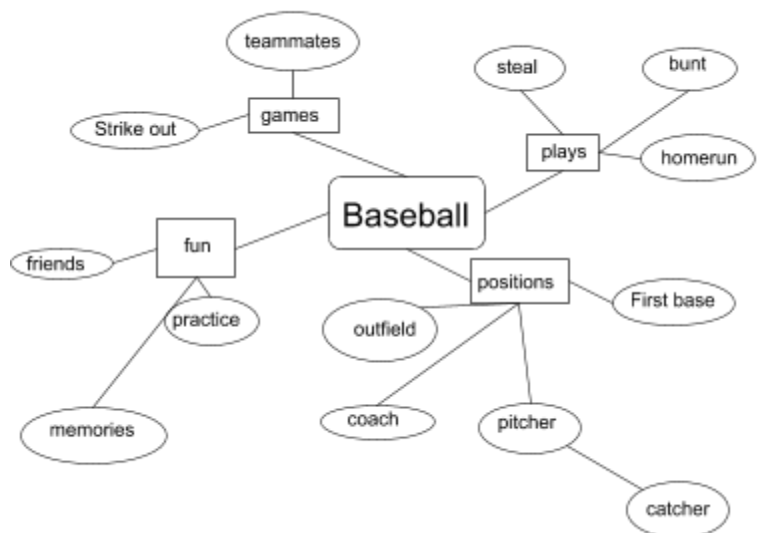 teammates
steal
bunt
games
Strike out
plays
homerun
Baseball
fun
friends
positions
First base
practice
outfield
memories
coach
pitcher
catcher